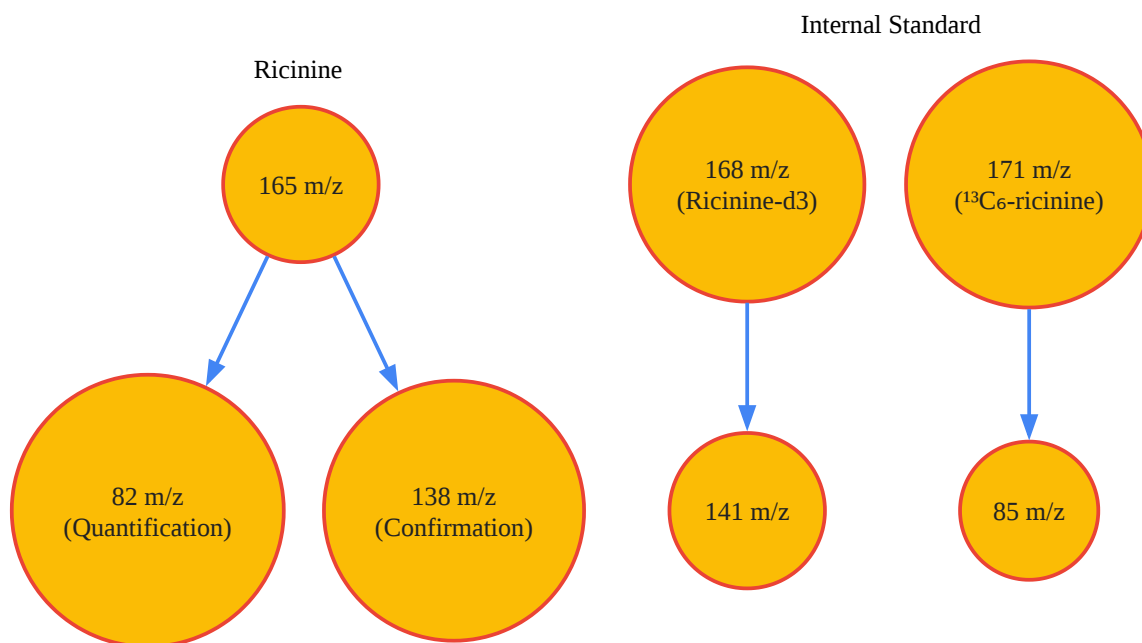 Internal Standard
Ricinine
165 m/z
168 m/z
(Ricinine-d3)
171 m/z
(¹³C₆-ricinine)
82 m/z
(Quantification)
138 m/z
(Confirmation)
141 m/z
85 m/z